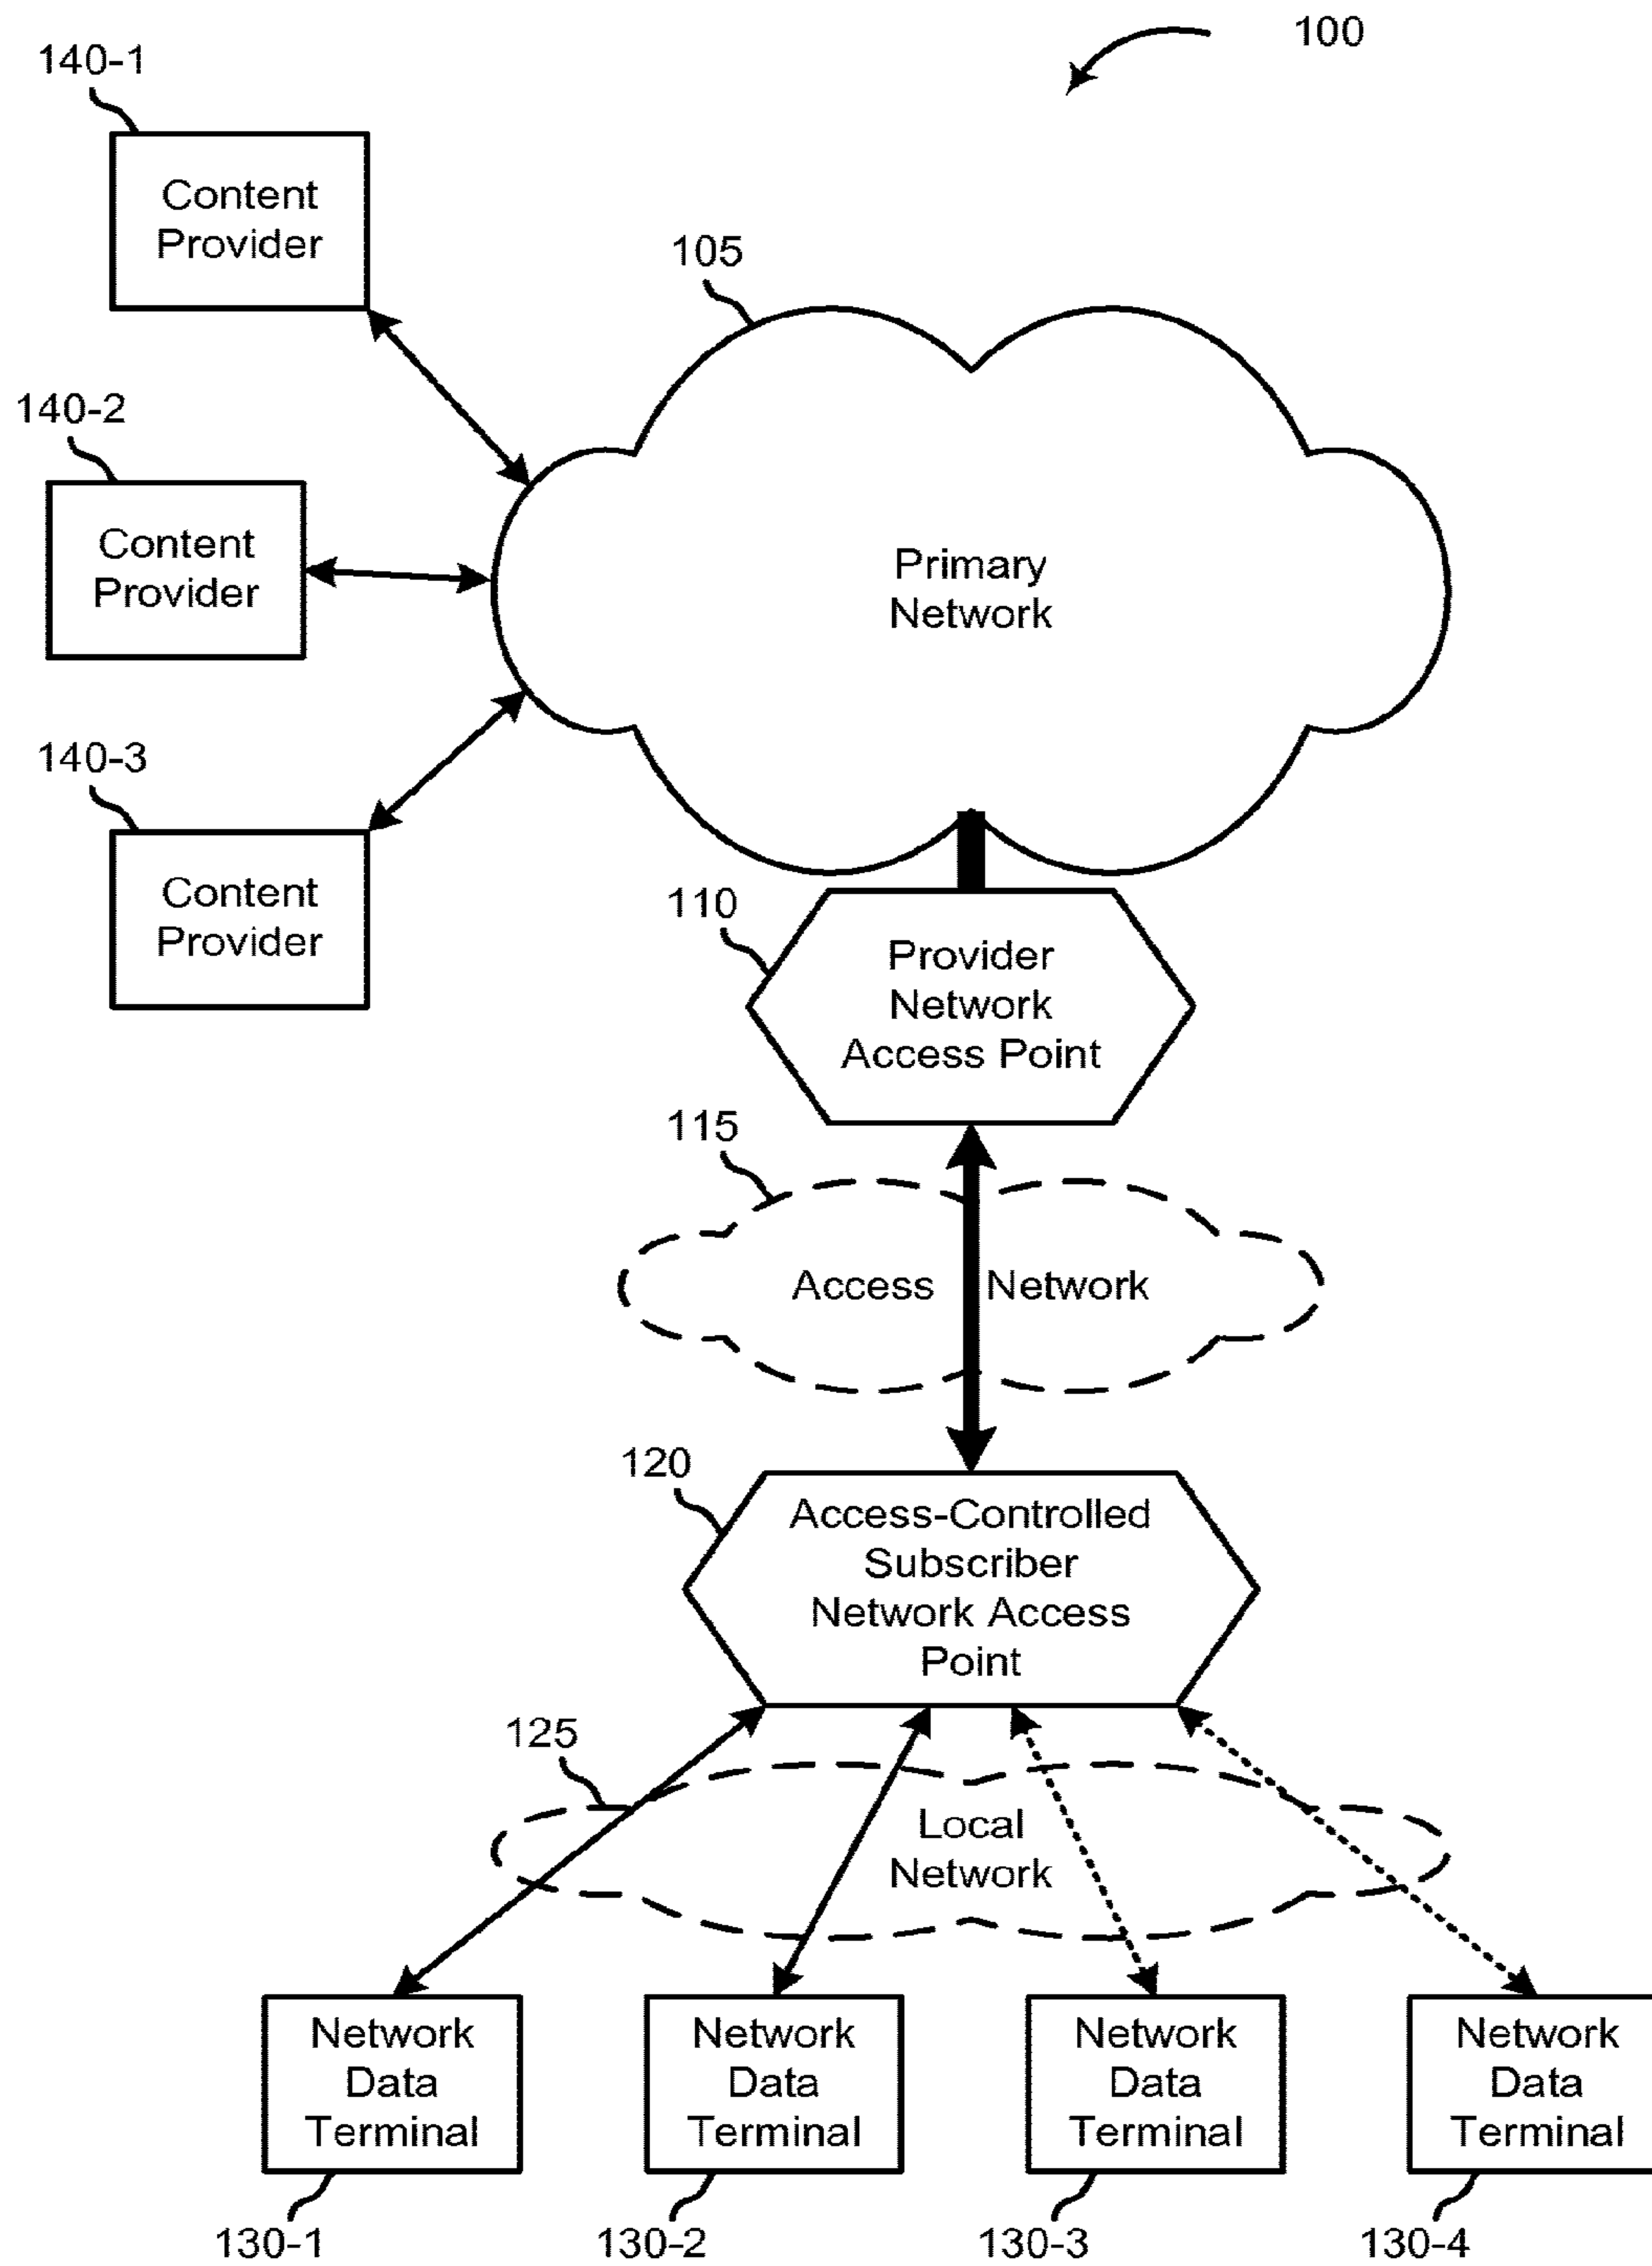 100
140-1
Content
Provider
105
140-2
Content
Provider
Primary
Network
140-3
Content
Provider
110
Provider
Network
Access Point
115
Access Network
120
Access-Controlled
Subscriber
Network Access
Point
125
Local
Network
Network
Data
Terminal
Network
Data
Terminal
Network
Data
Terminal
Network
Data
Terminal
130-1
130-2
130-3
130-4